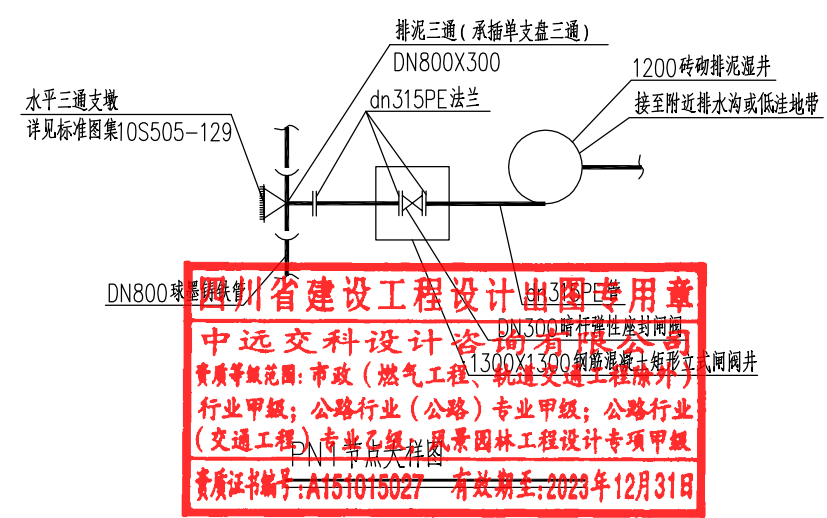 排泥三通(承插单支盘三通)
DN800X300
1200砖砌排泥湿井
接至附近排水沟或低洼地带
水平三通支墩
详见标准图集10S505-129
dn315PE法兰
DN800球墨铸铁管
dn315PE管
DN300暗杆弹性座封闸阀
1300X1300钢筋混凝土矩形立式闸阀井
PN1节点大样图
四川省建设工程设计出图专用章
中远交科设计咨询有限公司
资质等级范围:市政(燃气工程、轨道交通工程除外)
行业甲级;公路行业(公路)专业甲级;公路行业
(交通工程)专业乙级;风景园林工程设计专项甲级
资质证书编号:A151015027 有效期至:2023年12月31日